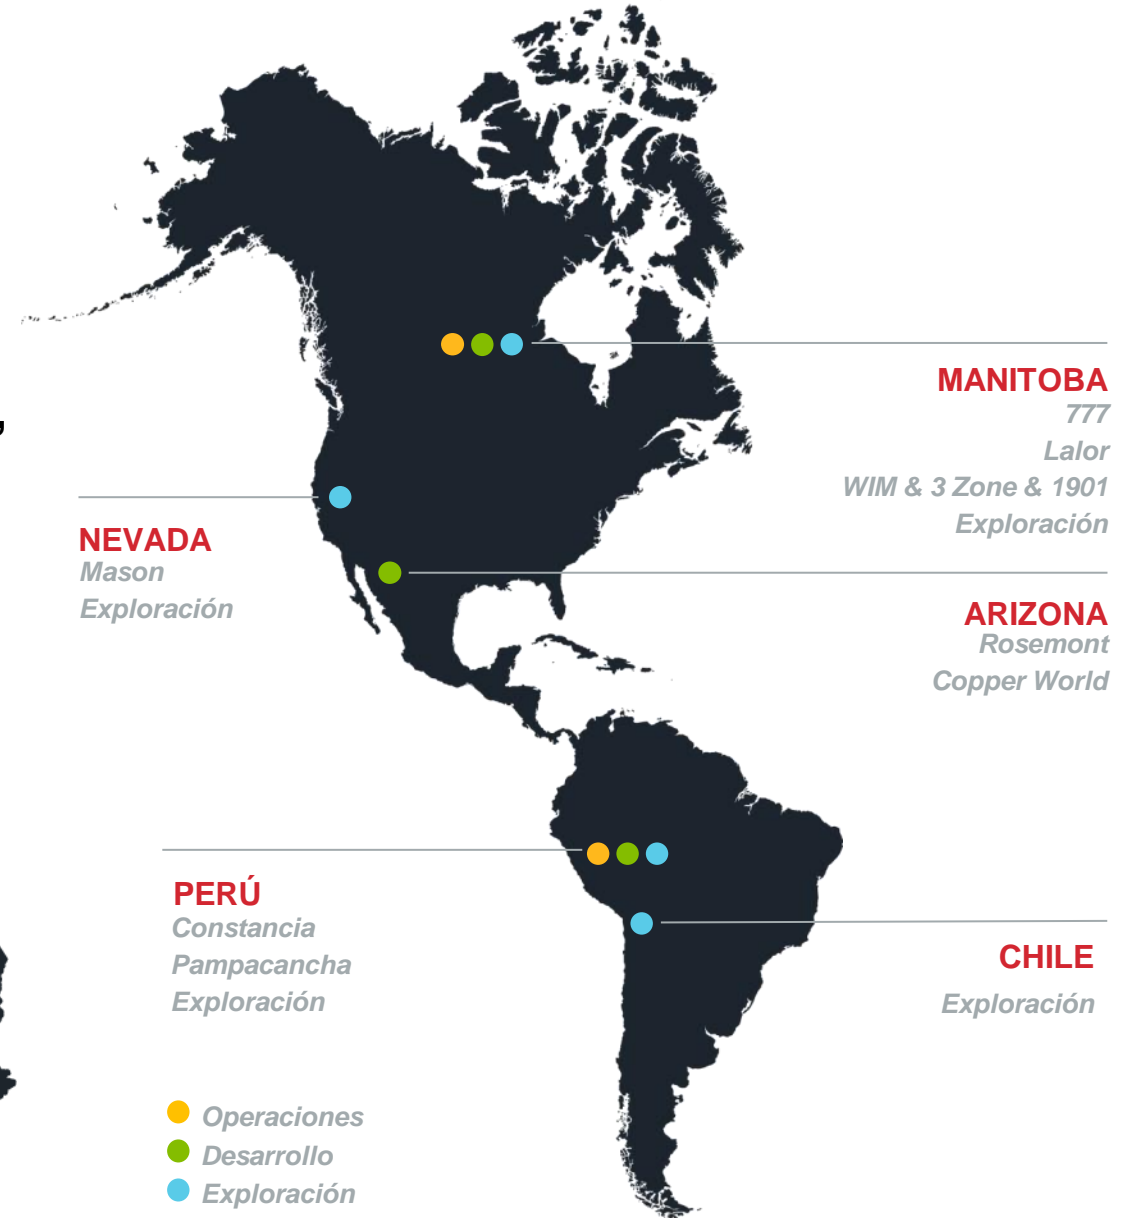 MANITOBA
777
Lalor
WIM & 3 Zone & 1901
Exploración
NEVADA
Mason
Exploración
ARIZONA
Rosemont
Copper World
PERÚ
Constancia
Pampacancha
Exploración
CHILE
Exploración
Operaciones
Desarrollo
Exploración